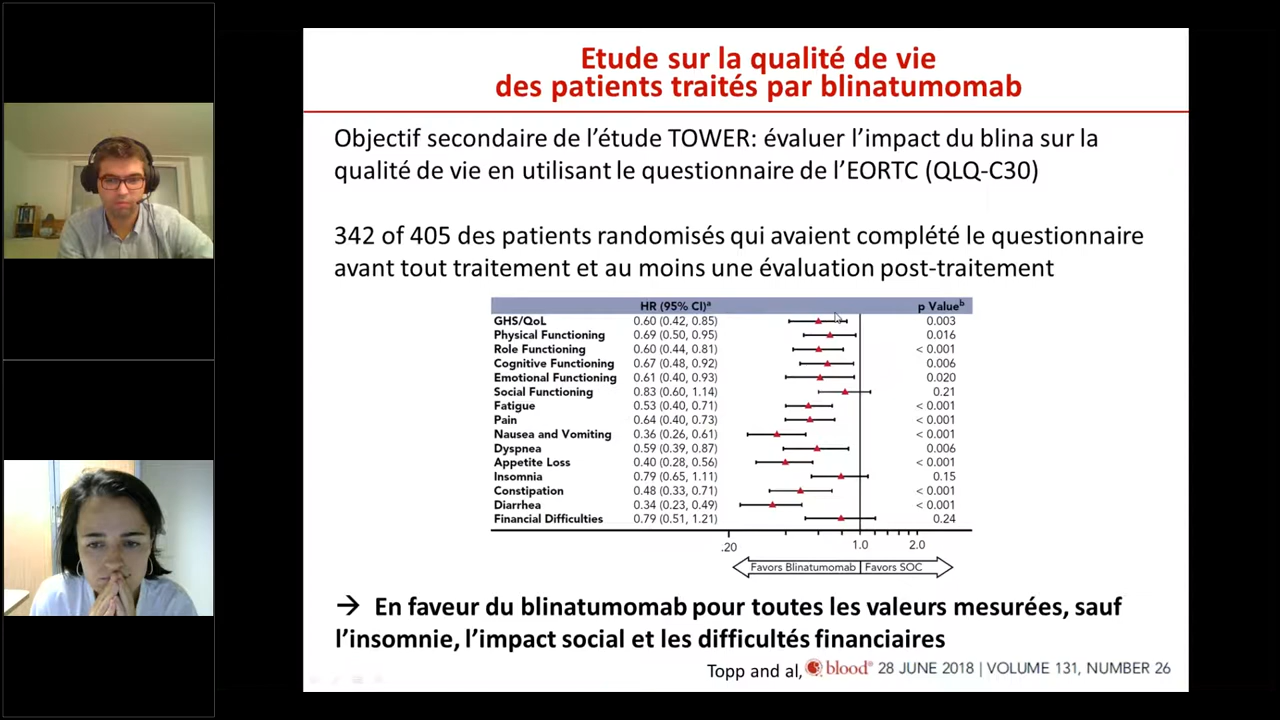 Etude sur la qualité de vie
des patients traités par blinatumomab
Objectif secondaire de l'étude TOWER: évaluer l'impact du blina sur la
qualité de vie en utilisant le questionnaire de l'EORTC (QLQ-C30)
342 of 405 des patients randomisés qui avaient complété le questionnaire
avant tout traitement et au moins une évaluation post-traitement
HR (95% CI)ª p Valueᵇ
GHS/QoL 0.60 (0.42, 0.85) 0.003
Physical Functioning 0.69 (0.50, 0.95) 0.016
Role Functioning 0.60 (0.44, 0.81) < 0.001
Cognitive Functioning 0.67 (0.48, 0.92) 0.006
Emotional Functioning 0.61 (0.40, 0.93) 0.020
Social Functioning 0.83 (0.60, 1.14) 0.21
Fatigue 0.53 (0.40, 0.71) < 0.001
Pain 0.64 (0.40, 0.73) < 0.001
Nausea and Vomiting 0.36 (0.26, 0.61) < 0.001
Dyspnea 0.59 (0.39, 0.87) 0.006
Appetite Loss 0.40 (0.28, 0.56) < 0.001
Insomnia 0.79 (0.65, 1.11) 0.15
Constipation 0.48 (0.33, 0.71) < 0.001
Diarrhea 0.34 (0.23, 0.49) < 0.001
Financial Difficulties 0.79 (0.51, 1.21) 0.24
.20 1.0 2.0
Favors Blinatumomab Favors SOC
→ En faveur du blinatumomab pour toutes les valeurs mesurées, sauf
l'insomnie, l'impact social et les difficultés financiaires
Topp and al, blood® 28 JUNE 2018 | VOLUME 131, NUMBER 26